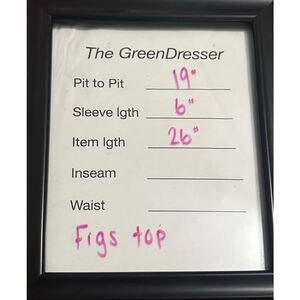 The GreenDresser
Pit to Pit 19"
Sleeve lgth 6"
Item lgth 26"
Inseam
Waist
Figs top